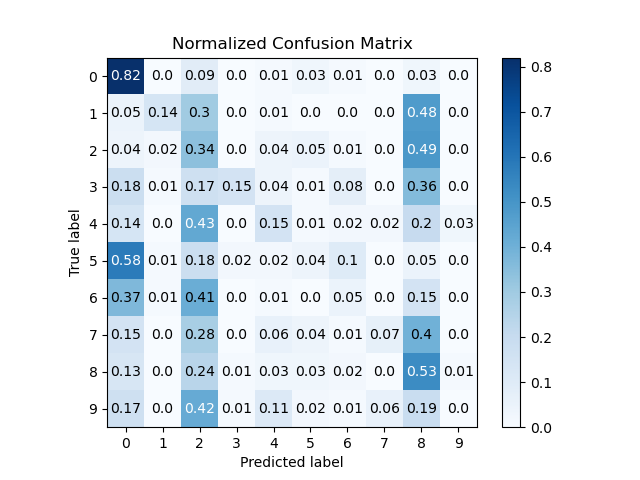 Normalized Confusion Matrix
0 0.82 0.0 0.09 0.0 0.01 0.03 0.01 0.0 0.03 0.0
1 0.05 0.14 0.3 0.0 0.01 0.0 0.0 0.0 0.48 0.0
2 0.04 0.02 0.34 0.0 0.04 0.05 0.01 0.0 0.49 0.0
3 0.18 0.01 0.17 0.15 0.04 0.01 0.08 0.0 0.36 0.0
4 0.14 0.0 0.43 0.0 0.15 0.01 0.02 0.02 0.2 0.03
5 0.58 0.01 0.18 0.02 0.02 0.04 0.1 0.0 0.05 0.0
6 0.37 0.01 0.41 0.0 0.01 0.0 0.05 0.0 0.15 0.0
7 0.15 0.0 0.28 0.0 0.06 0.04 0.01 0.07 0.4 0.0
8 0.13 0.0 0.24 0.01 0.03 0.03 0.02 0.0 0.53 0.01
9 0.17 0.0 0.42 0.01 0.11 0.02 0.01 0.06 0.19 0.0
0 1 2 3 4 5 6 7 8 9
Predicted label
True label
0.8
0.7
0.6
0.5
0.4
0.3
0.2
0.1
0.0